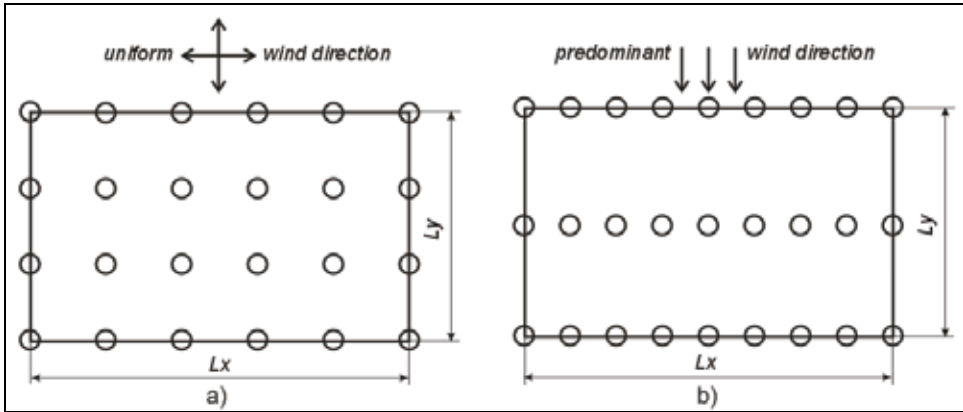 uniform wind direction
Ly
Lx
a)
predominant wind direction
Ly
Lx
b)